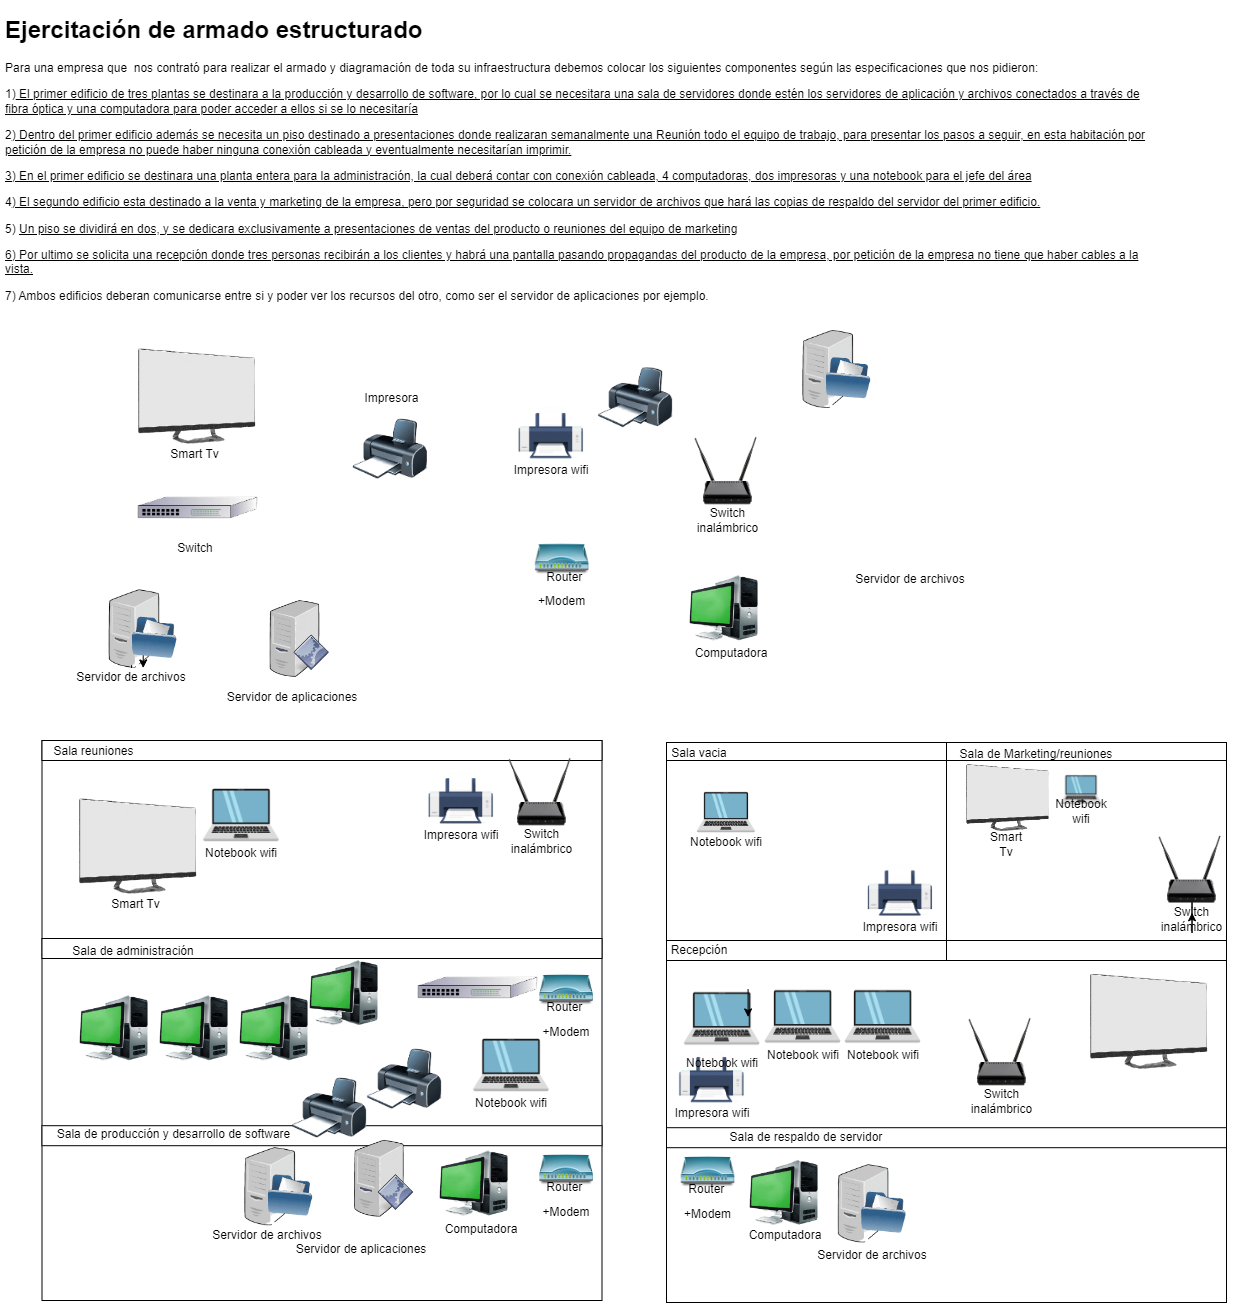 Ejercitación de armado estructurado
Para una empresa que  nos contrató para realizar el armado y diagramación de toda su infraestructura debemos colocar los siguientes componentes según las especificaciones que nos pidieron:
1) El primer edificio de tres plantas se destinara a la producción y desarrollo de software, por lo cual se necesitara una sala de servidores donde estén los servidores de aplicación y archivos conectados a través de
fibra óptica y una computadora para poder acceder a ellos si se lo necesitaría
2) Dentro del primer edificio además se necesita un piso destinado a presentaciones donde realizaran semanalmente una Reunión todo el equipo de trabajo, para presentar los pasos a seguir, en esta habitación por
petición de la empresa no puede haber ninguna conexión cableada y eventualmente necesitarían imprimir.
3) En el primer edificio se destinara una planta entera para la administración, la cual deberá contar con conexión cableada, 4 computadoras, dos impresoras y una notebook para el jefe del área
4) El segundo edificio esta destinado a la venta y marketing de la empresa, pero por seguridad se colocara un servidor de archivos que hará las copias de respaldo del servidor del primer edificio.
5) Un piso se dividirá en dos, y se dedicara exclusivamente a presentaciones de ventas del producto o reuniones del equipo de marketing
6) Por ultimo se solicita una recepción donde tres personas recibirán a los clientes y habrá una pantalla pasando propagandas del producto de la empresa, por petición de la empresa no tiene que haber cables a la
vista.
7) Ambos edificios deberan comunicarse entre si y poder ver los recursos del otro, como ser el servidor de aplicaciones por ejemplo.
Impresora
Smart Tv
Impresora wifi
Switch
inalámbrico
Switch
Router
+Modem
Servidor de archivos
Computadora
Servidor de archivos
Servidor de aplicaciones
Sala reuniones
Impresora wifi
Switch
inalámbrico
Notebook wifi
Smart Tv
Sala de administración
Router
+Modem
Notebook wifi
Sala de producción y desarrollo de software
Router
+Modem
Computadora
Servidor de archivos
Servidor de aplicaciones
Sala vacia
Sala de Marketing/reuniones
Notebook
wifi
Smart
Tv
Notebook wifi
Switch
inalámbrico
Impresora wifi
Recepción
Notebook wifi
Notebook wifi
Notebook wifi
Switch
inalámbrico
Impresora wifi
Sala de respaldo de servidor
Router
+Modem
Computadora
Servidor de archivos